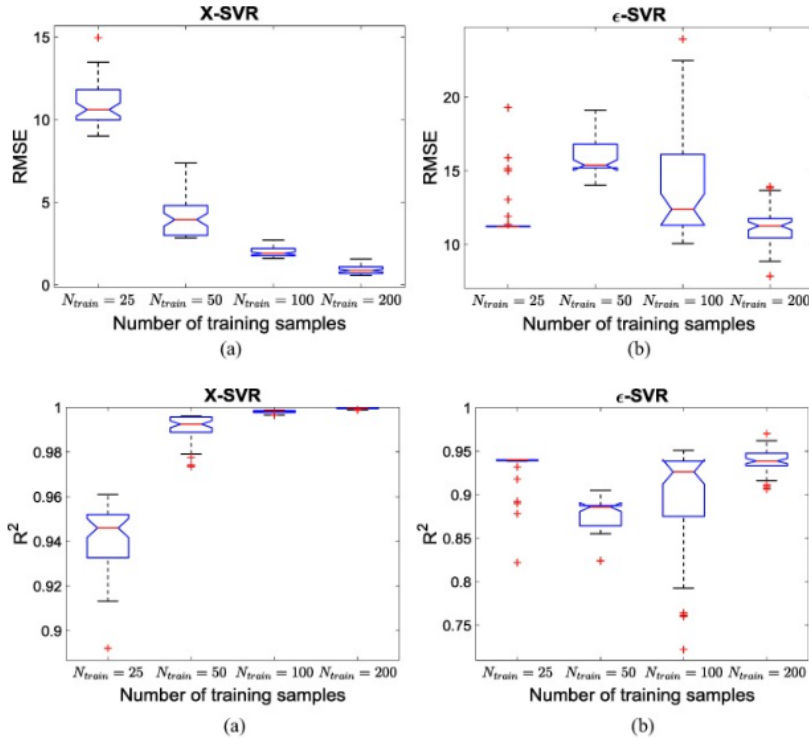 X-SVR
ϵ-SVR
15
10
5
0
RMSE
20
15
10
RMSE
N_train = 25 N_train = 50 N_train = 100 N_train = 200
N_train = 25 N_train = 50 N_train = 100 N_train = 200
Number of training samples
Number of training samples
(a)
(b)
X-SVR
ϵ-SVR
1
0.98
0.96
0.94
0.92
0.9
R²
1
0.95
0.9
0.85
0.8
0.75
R²
N_train = 25 N_train = 50 N_train = 100 N_train = 200
N_train = 25 N_train = 50 N_train = 100 N_train = 200
Number of training samples
Number of training samples
(a)
(b)